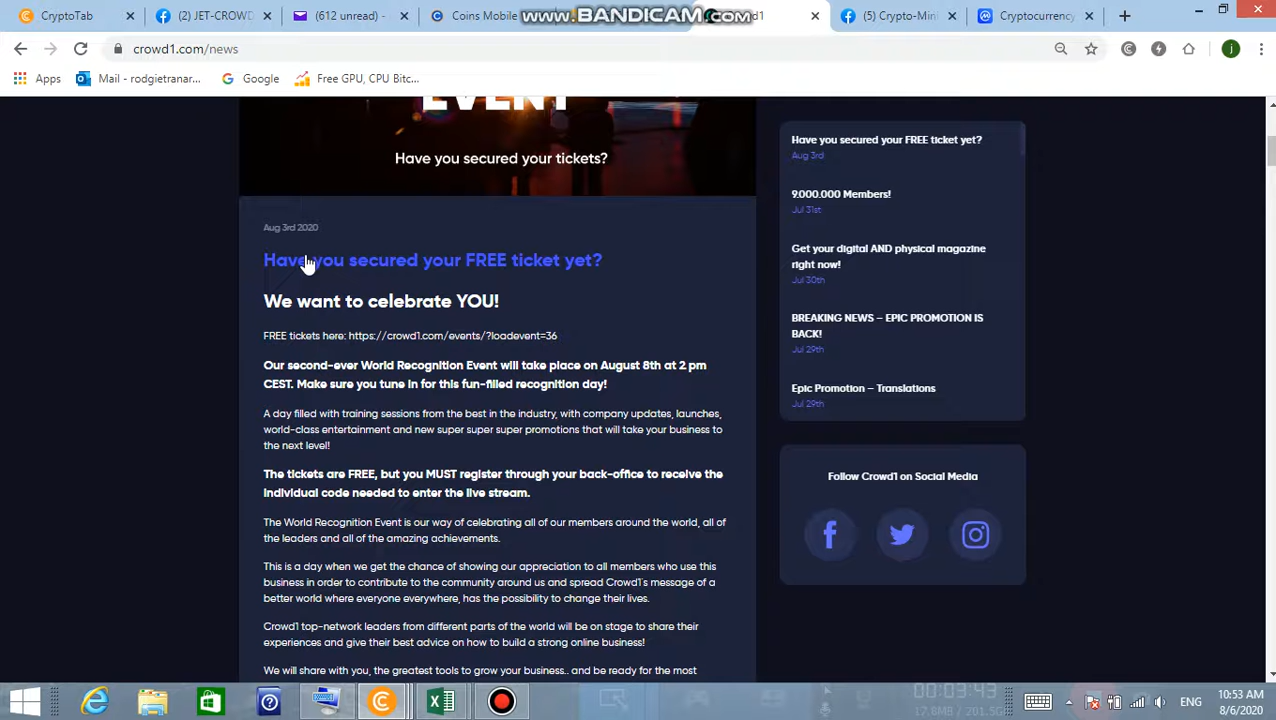 CryptoTab
(2) JET-CROWD
(612 unread) -
Coins Mobile
www.BANDICAM.com
(5) Crypto-Min
Cryptocurrency
crowd1.com/news
Apps
Mail - rodgietranar...
Google
Free GPU, CPU Bitc...
EVENT
Have you secured your tickets?
Aug 3rd 2020
Have you secured your FREE ticket yet?
We want to celebrate YOU!
FREE tickets here: https://crowd1.com/events/?loadevent=36
Our second-ever World Recognition Event will take place on August 8th at 2 pm
CEST. Make sure you tune in for this fun-filled recognition day!
A day filled with training sessions from the best in the industry, with company updates, launches,
world-class entertainment and new super super super promotions that will take your business to
the next level!
The tickets are FREE, but you MUST register through your back-office to receive the
individual code needed to enter the live stream.
The World Recognition Event is our way of celebrating all of our members around the world, all of
the leaders and all of the amazing achievements.
This is a day when we get the chance of showing our appreciation to all members who use this
business in order to contribute to the community around us and spread Crowd1's message of a
better world where everyone everywhere, has the possibility to change their lives.
Crowd1 top-network leaders from different parts of the world will be on stage to share their
experiences and give their best advice on how to build a strong online business!
We will share with you, the greatest tools to grow your business.. and be ready for the most
Have you secured your FREE ticket yet?
Aug 3rd
9.000.000 Members!
Jul 31st
Get your digital AND physical magazine
right now!
Jul 30th
BREAKING NEWS – EPIC PROMOTION IS
BACK!
Jul 29th
Epic Promotion – Translations
Jul 29th
Follow Crowd1 on Social Media
00:03:43
ENG
10:53 AM
8/6/2020